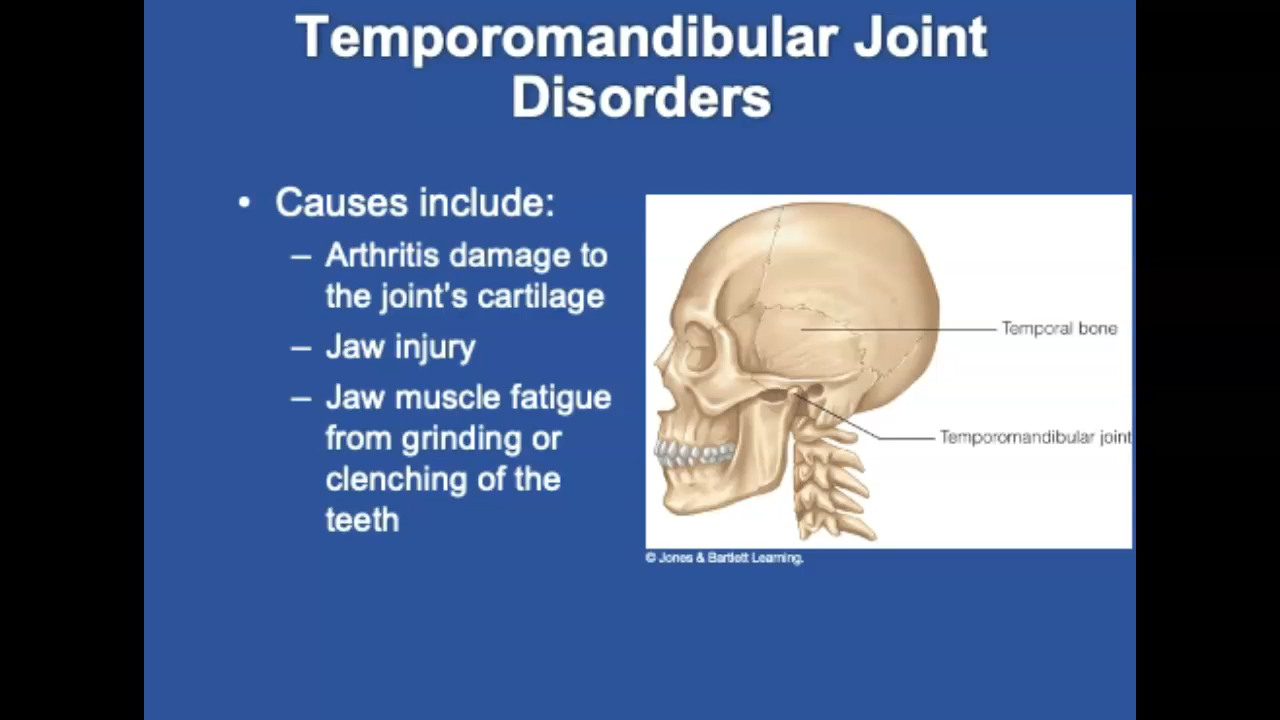 Temporomandibular Joint
Disorders
• Causes include:
– Arthritis damage to
the joint's cartilage
– Jaw injury
– Jaw muscle fatigue
from grinding or
clenching of the
teeth
Temporal bone
Temporomandibular joint
© Jones & Bartlett Learning.